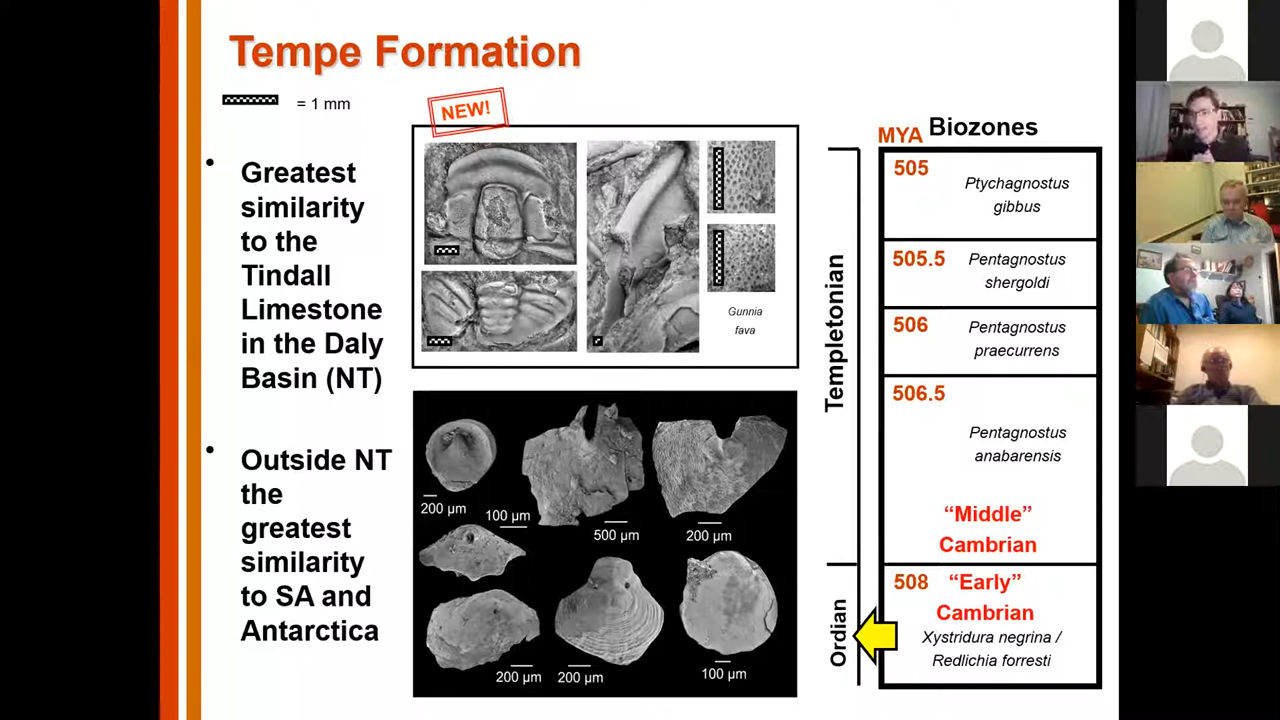 Tempe Formation
= 1 mm
• Greatest
similarity
to the
Tindall
Limestone
in the Daly
Basin (NT)
• Outside NT
the
greatest
similarity
to SA and
Antarctica
NEW!
Gunnia
fava
200 µm
100 µm
500 µm
200 µm
200 µm
200 µm
100 µm
MYA Biozones
Templetonian
505
Ptychagnostus
gibbus
505.5 Pentagnostus
shergoldi
506 Pentagnostus
praecurrens
506.5
Pentagnostus
anabarensis
“Middle”
Cambrian
Ordian
508 “Early”
Cambrian
Xystridura negrina /
Redlichia forresti